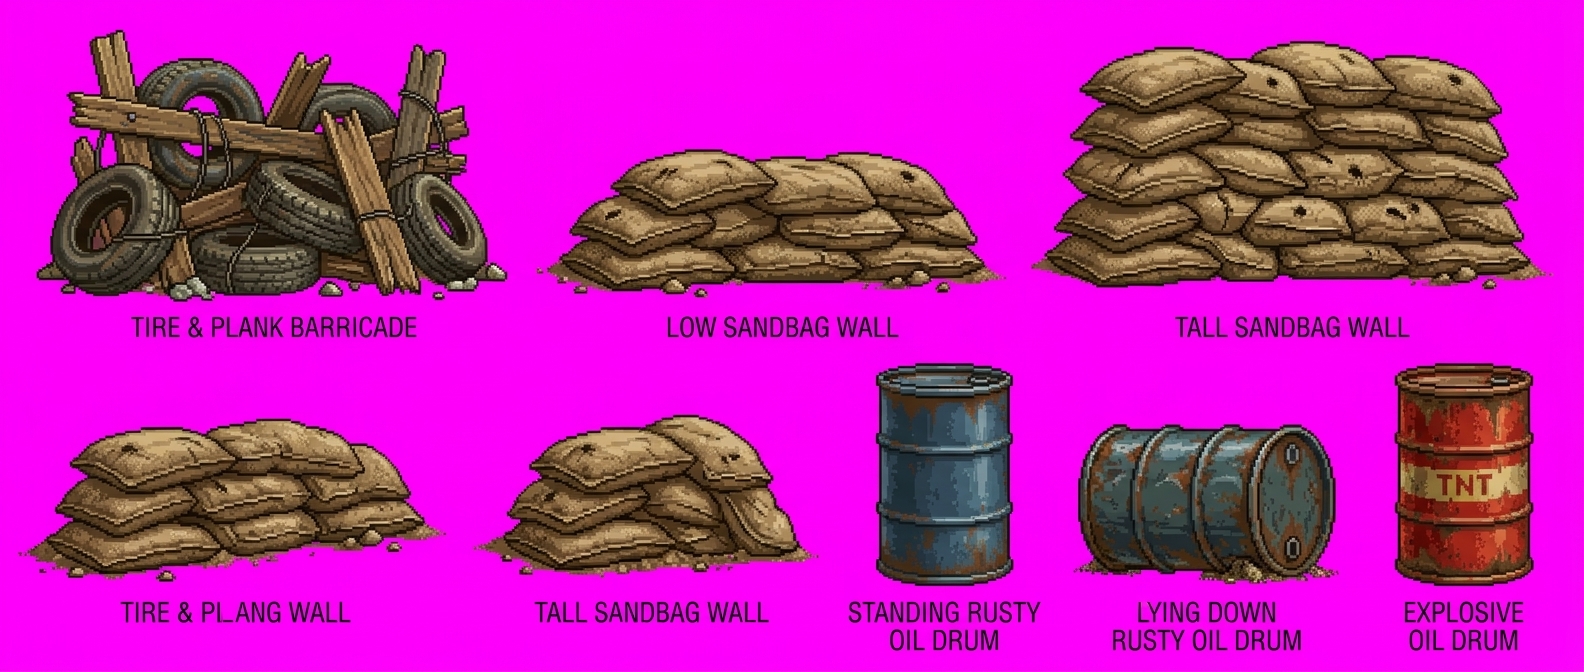 TIRE & PLANK BARRICADE
LOW SANDBAG WALL
TALL SANDBAG WALL
TIRE & PL_ANG WALL
TALL SANDBAG WALL
STANDING RUSTY
OIL DRUM
LYING DOWN
RUSTY OIL DRUM
TNT
EXPLOSIVE
OIL DRUM